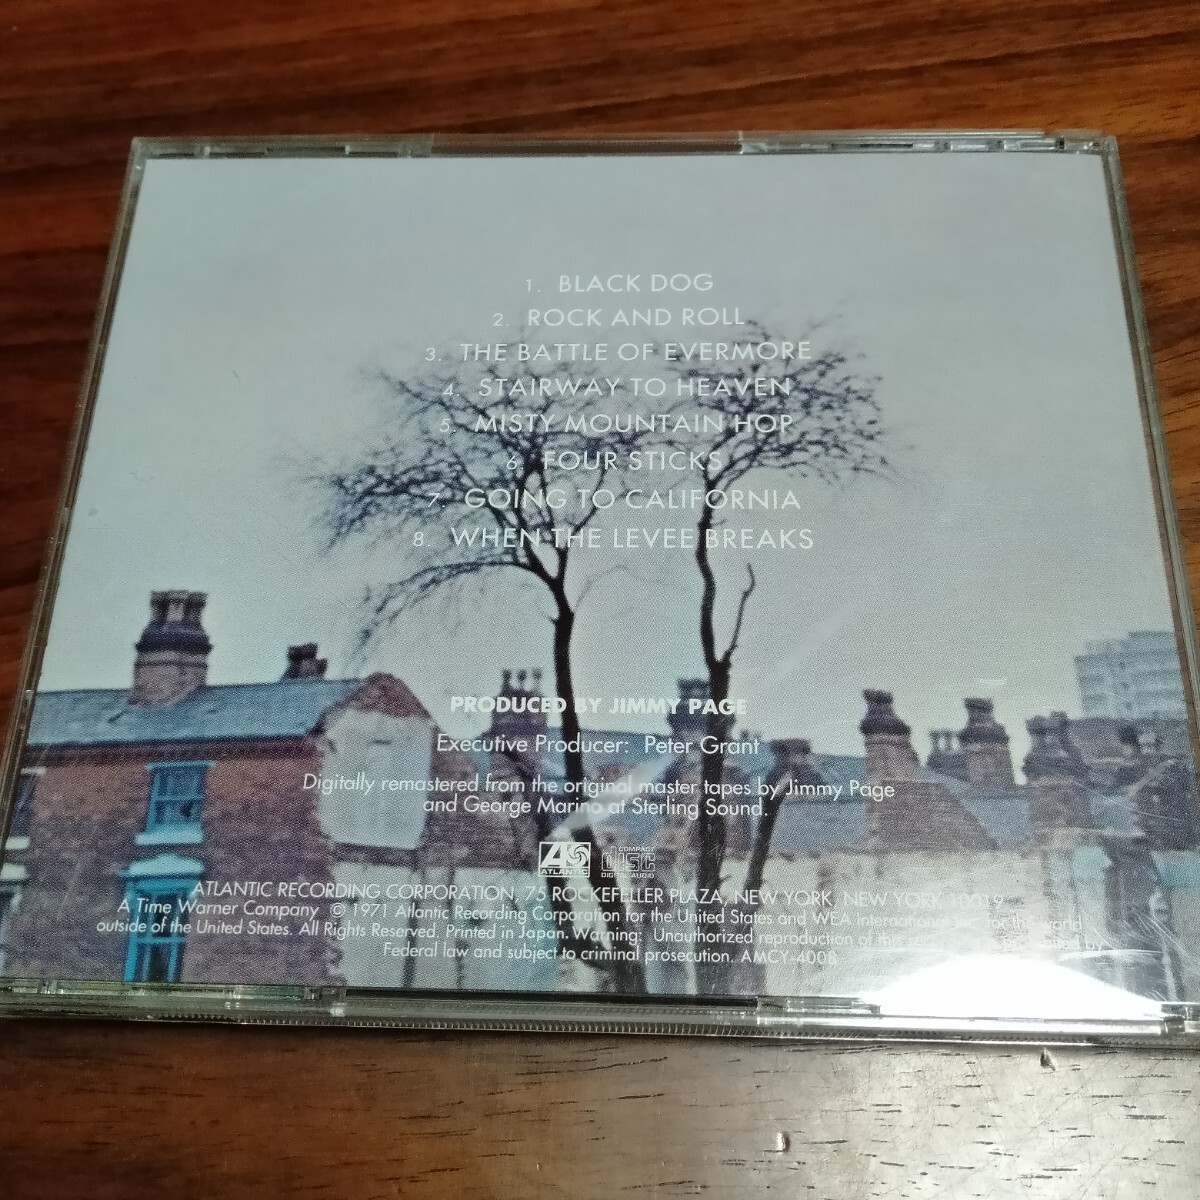 1. BLACK DOG
2. ROCK AND ROLL
3. THE BATTLE OF EVERMORE
4. STAIRWAY TO HEAVEN
5. MISTY MOUNTAIN HOP
6. FOUR STICKS
7. GOING TO CALIFORNIA
8. WHEN THE LEVEE BREAKS
PRODUCED BY JIMMY PAGE
Executive Producer: Peter Grant
Digitally remastered from the original master tapes by Jimmy Page
and George Marino at Sterling Sound.
ATLANTIC
COMPACT
DISC
DIGITAL AUDIO
ATLANTIC RECORDING CORPORATION, 75 ROCKEFELLER PLAZA, NEW YORK, NEW YORK 10019
A Time Warner Company © 1971 Atlantic Recording Corporation for the United States and WEA International for the world
outside of the United States. All Rights Reserved. Printed in Japan. Warning: Unauthorized reproduction of this by
Federal law and subject to criminal prosecution. AMCY-4008